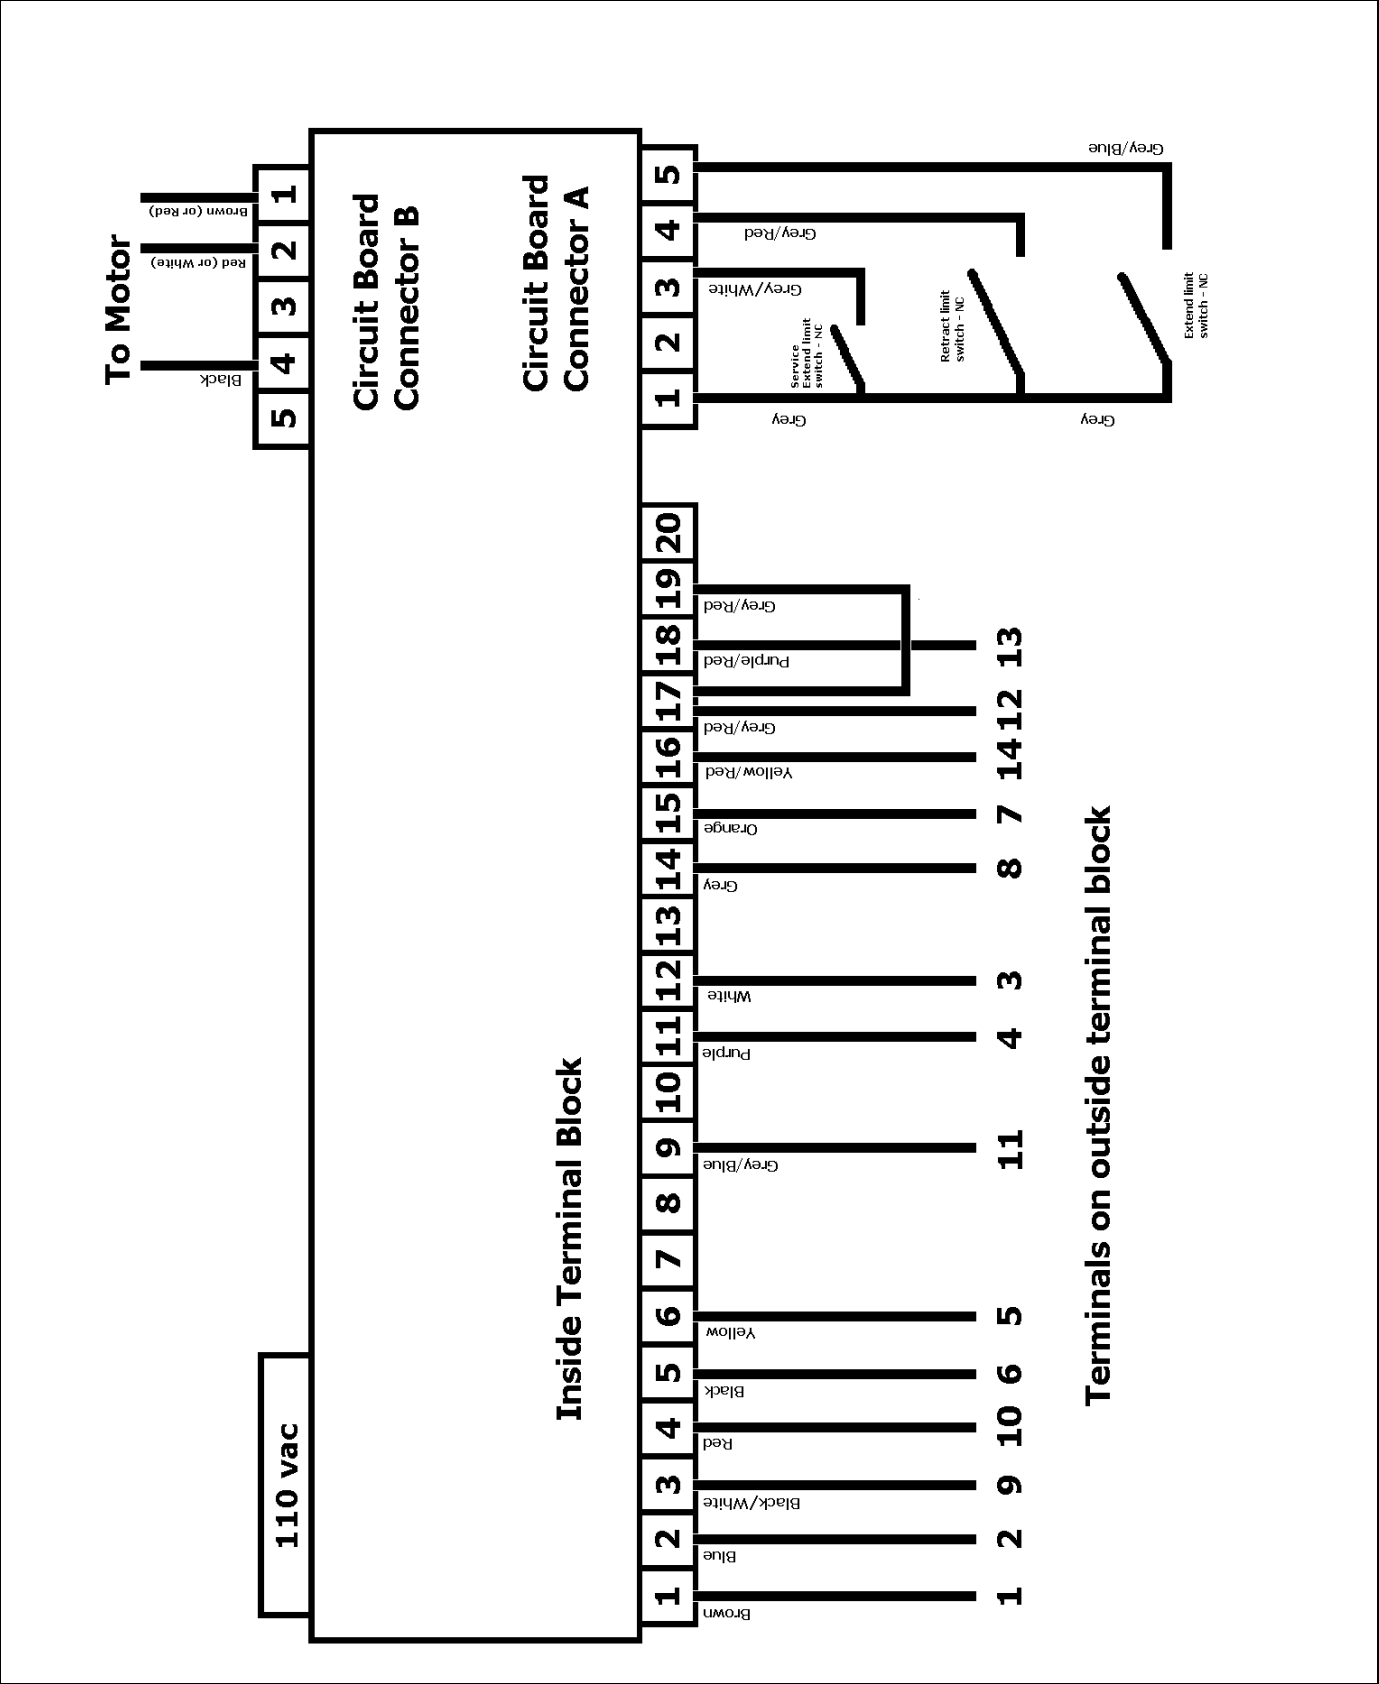 To Motor
Brown (or Red)
Red (or White)
Black
1
2
3
4
5
Circuit Board
Connector B
Circuit Board
Connector A
5
4
3
2
1
Grey/Blue
Grey/Red
Grey/White
Grey
Grey
Service
Extend limit
switch - NC
Retract limit
switch - NC
Extend limit
switch - NC
110 vac
Inside Terminal Block
20
19
18
17
16
15
14
13
12
11
10
9
8
7
6
5
4
3
2
1
Grey/Red
Purple/Red
Grey/Red
Yellow/Red
Orange
Grey
White
Purple
Grey/Blue
Yellow
Black
Red
Black/White
Blue
Brown
13
12
14
7
8
3
4
11
5
6
10
9
2
1
Terminals on outside terminal block